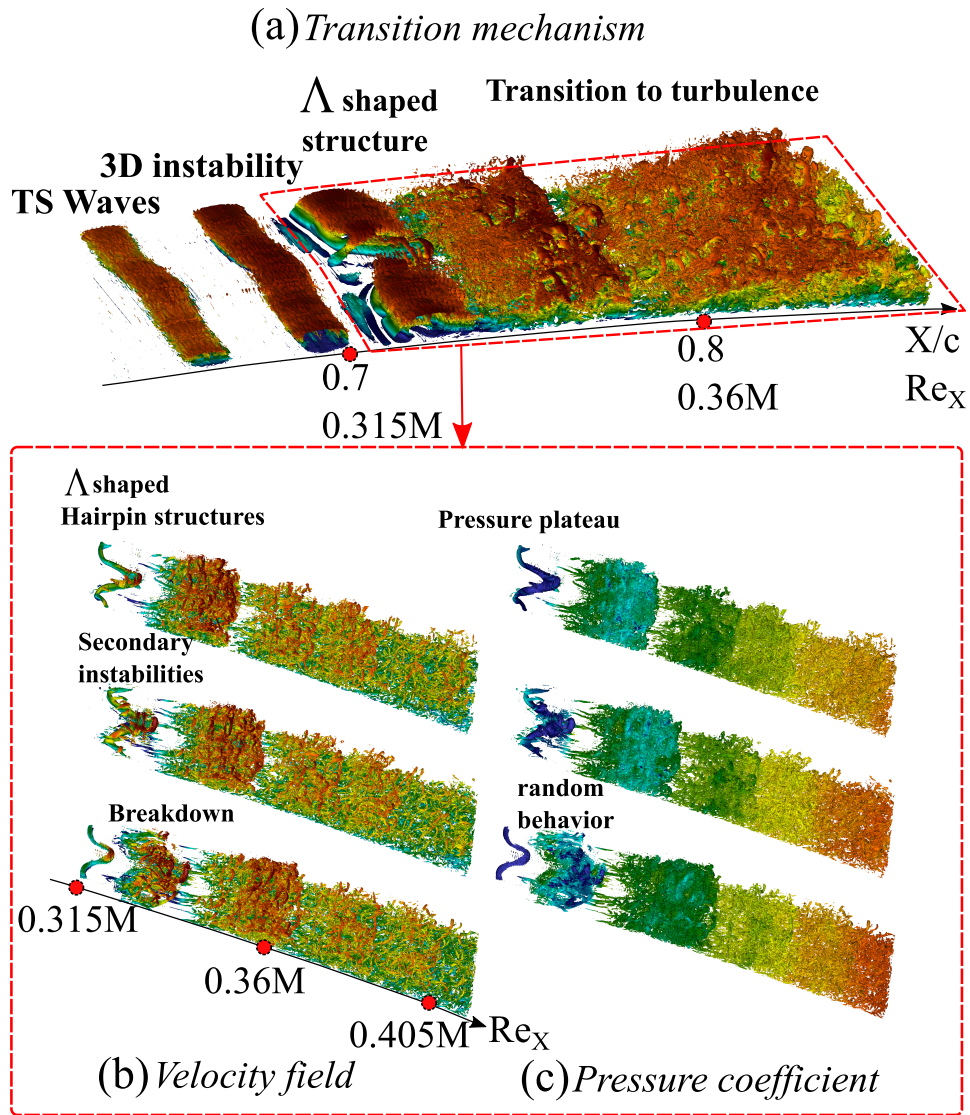 (a) Transition mechanism
Λ shaped
structure
Transition to turbulence
3D instability
TS Waves
0.7
0.315M
0.8
0.36M
X/c
Re_X
Λ shaped
Hairpin structures
Pressure plateau
Secondary
instabilities
random
behavior
Breakdown
0.315M
0.36M
0.405M
Re_X
(b) Velocity field
(c) Pressure coefficient